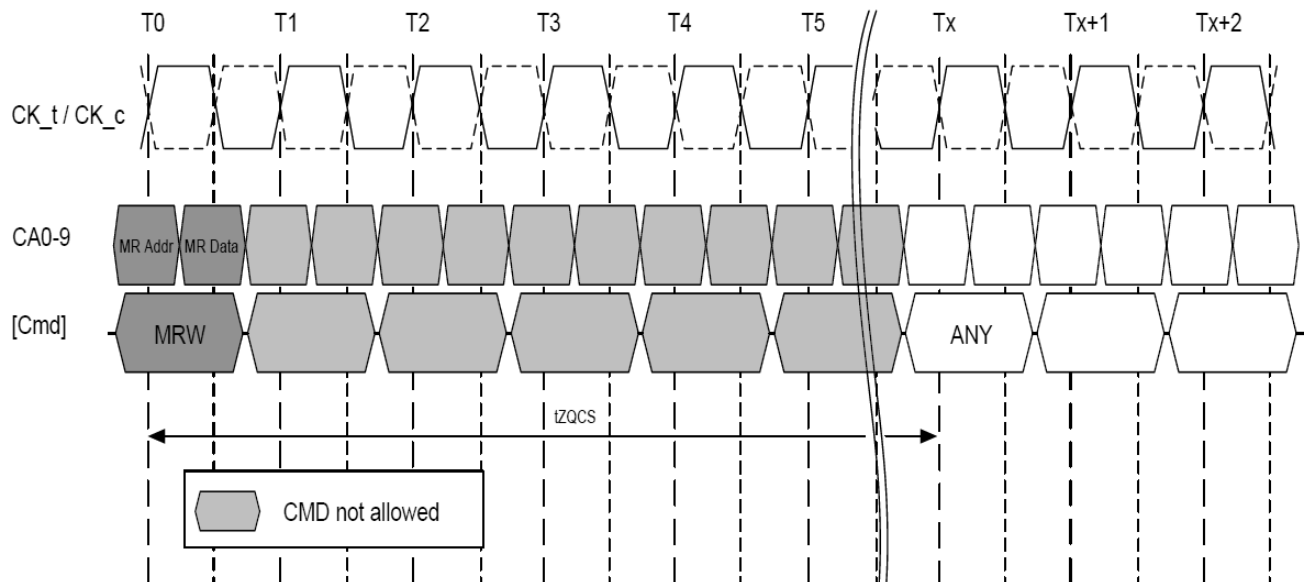 T0 T1 T2 T3 T4 T5 Tx Tx+1 Tx+2
CK_t / CK_c
CA0-9 MR Addr MR Data
[Cmd] MRW ANY
tZQCS
CMD not allowed